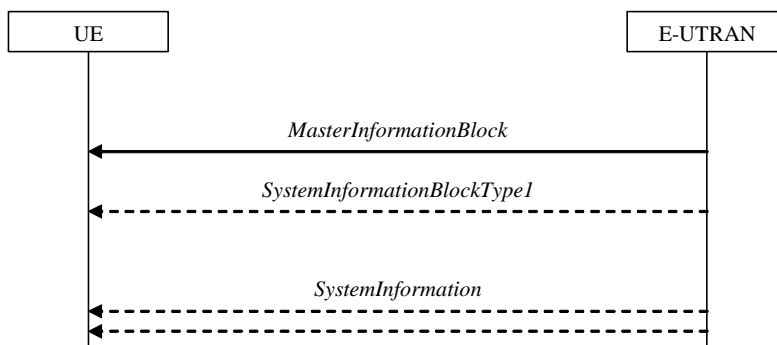 UE
E-UTRAN
MasterInformationBlock
SystemInformationBlockType1
SystemInformation